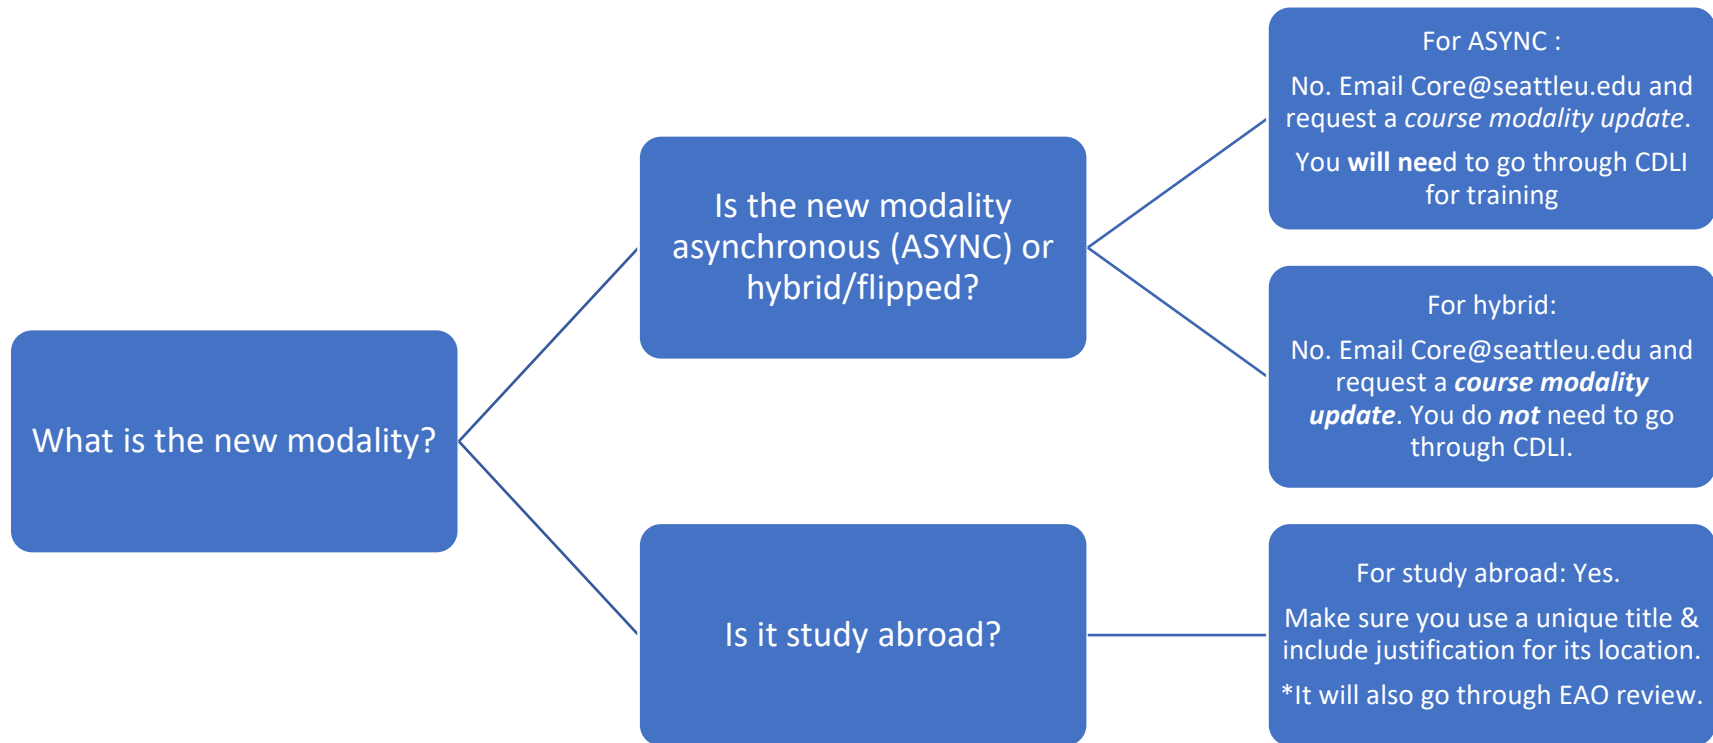 What is the new modality?
Is the new modality
asynchronous (ASYNC) or
hybrid/flipped?
For ASYNC :
No. Email Core@seattleu.edu and
request a course modality update.
You will need to go through CDLI
for training
For hybrid:
No. Email Core@seattleu.edu and
request a course modality
update. You do not need to go
through CDLI.
Is it study abroad?
For study abroad: Yes.
Make sure you use a unique title &
include justification for its location.
*It will also go through EAO review.